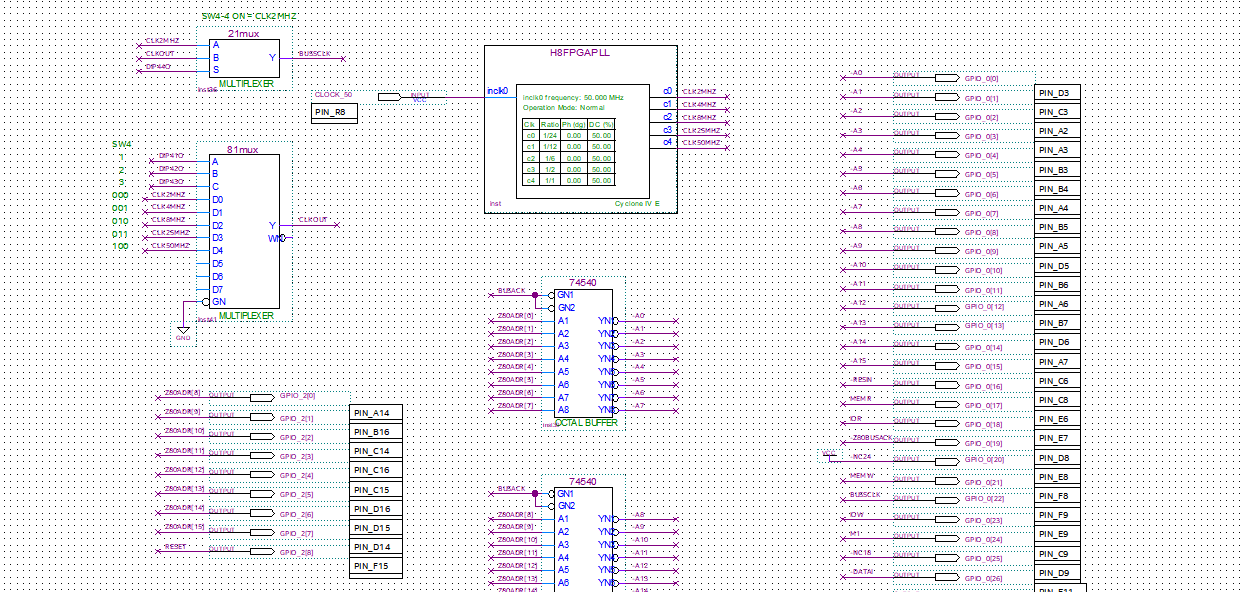 SW4-4 ON = CLK2MHZ
21mux
CLK2MHZ A
CLKOUT B Y BUSSCLK
DIP44O S
MULTIPLEXER
CLOCK_50 INPUT
VCC
PIN_R8
H8FPGAPLL
inclk0
inclk0 frequency: 50.000 MHz
Operation Mode: Normal
Clk Ratio Ph (dg) DC (%)
c0 1/24 0.00 50.00
c1 1/12 0.00 50.00
c2 1/6 0.00 50.00
c3 1/2 0.00 50.00
c4 1/1 0.00 50.00
inst Cyclone IV E
c0 CLK2MHZ
c1 CLK4MHZ
c2 CLK8MHZ
c3 CLK25MHZ
c4 CLK50MHZ
SW4
81mux
1 DIP41O A
2 DIP42O B
3 DIP43O C
000 CLK2MHZ D0
001 CLK4MHZ D1
010 CLK8MHZ D2 Y CLKOUT
011 CLK25MHZ D3 WN
100 CLK50MHZ D4
D5
D6
D7
GN
MULTIPLEXER
GND
74540
BUSACK GN1
GN2
Z80ADR[0] A1 YN1 -A0
Z80ADR[1] A2 YN2 -A1
Z80ADR[2] A3 YN3 -A2
Z80ADR[3] A4 YN4 -A3
Z80ADR[4] A5 YN5 -A4
Z80ADR[5] A6 YN6 -A5
Z80ADR[6] A7 YN7 -A6
Z80ADR[7] A8 YN8 -A7
OCTAL BUFFER
74540
BUSACK GN1
GN2
Z80ADR[8] A1 YN1 -A8
Z80ADR[9] A2 YN2 -A9
Z80ADR[10] A3 YN3 -A10
Z80ADR[11] A4 YN4 -A11
Z80ADR[12] A5 YN5 -A12
Z80ADR[13] A6 YN6 -A13
Z80ADR[8] OUTPUT GPIO_2[0]
Z80ADR[9] OUTPUT GPIO_2[1]
Z80ADR[10] OUTPUT GPIO_2[2]
Z80ADR[11] OUTPUT GPIO_2[3]
Z80ADR[12] OUTPUT GPIO_2[4]
Z80ADR[13] OUTPUT GPIO_2[5]
Z80ADR[14] OUTPUT GPIO_2[6]
Z80ADR[15] OUTPUT GPIO_2[7]
RESET OUTPUT GPIO_2[8]
PIN_A14
PIN_B16
PIN_C14
PIN_C16
PIN_C15
PIN_D16
PIN_D15
PIN_D14
PIN_F15
-A0 OUTPUT GPIO_0[0]
-A1 OUTPUT GPIO_0[1]
-A2 OUTPUT GPIO_0[2]
-A3 OUTPUT GPIO_0[3]
-A4 OUTPUT GPIO_0[4]
-A5 OUTPUT GPIO_0[5]
-A6 OUTPUT GPIO_0[6]
-A7 OUTPUT GPIO_0[7]
-A8 OUTPUT GPIO_0[8]
-A9 OUTPUT GPIO_0[9]
-A10 OUTPUT GPIO_0[10]
-A11 OUTPUT GPIO_0[11]
-A12 OUTPUT GPIO_0[12]
-A13 OUTPUT GPIO_0[13]
-A14 OUTPUT GPIO_0[14]
-A15 OUTPUT GPIO_0[15]
-RESIN OUTPUT GPIO_0[16]
MEMR OUTPUT GPIO_0[17]
IOR OUTPUT GPIO_0[18]
-Z80BUSACK OUTPUT GPIO_0[19]
VCC NC24 OUTPUT GPIO_0[20]
MEMW OUTPUT GPIO_0[21]
BUSSCLK OUTPUT GPIO_0[22]
IOW OUTPUT GPIO_0[23]
M1 OUTPUT GPIO_0[24]
-NC18 OUTPUT GPIO_0[25]
-DATAI OUTPUT GPIO_0[26]
PIN_D3
PIN_C3
PIN_A2
PIN_A3
PIN_B3
PIN_B4
PIN_A4
PIN_B5
PIN_A5
PIN_D5
PIN_B6
PIN_A6
PIN_B7
PIN_D6
PIN_A7
PIN_C6
PIN_C8
PIN_E6
PIN_E7
PIN_D8
PIN_E8
PIN_F8
PIN_F9
PIN_E9
PIN_C9
PIN_D9